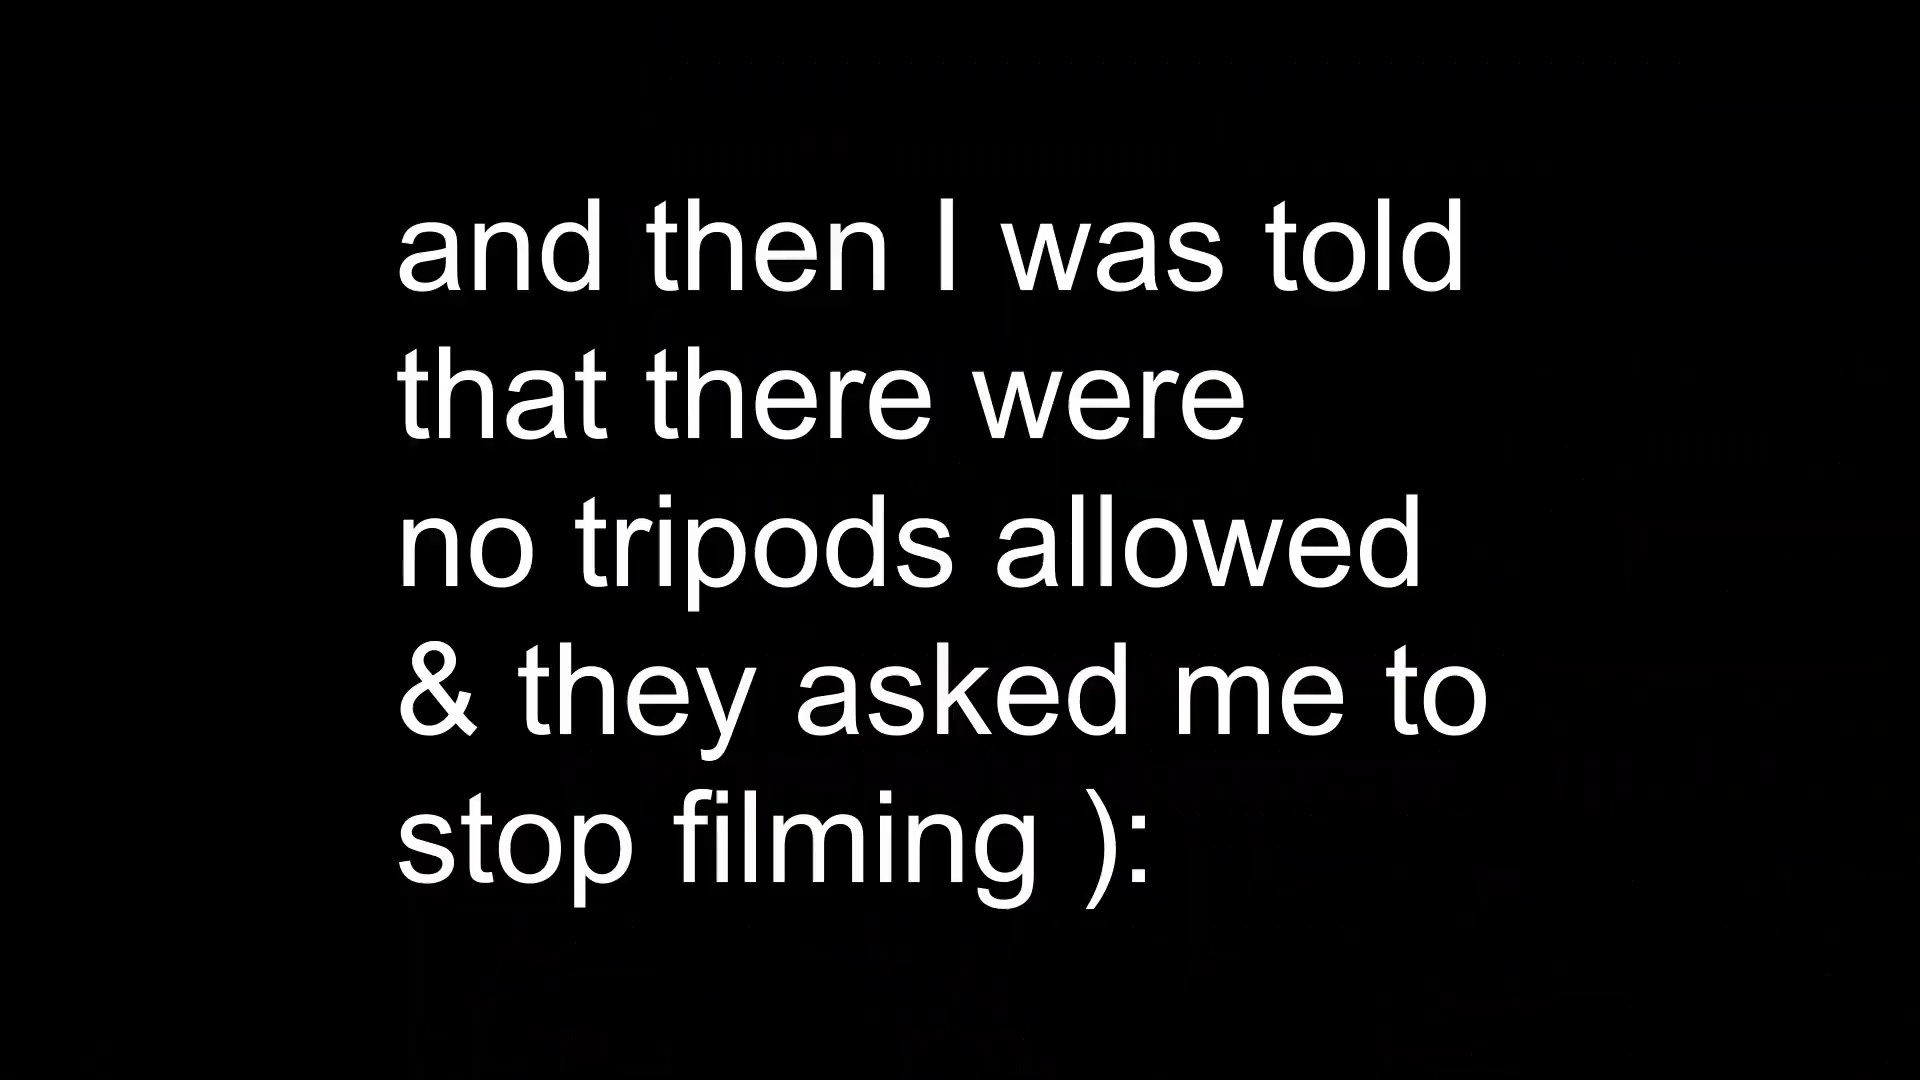 and then I was told
that there were
no tripods allowed
& they asked me to
stop filming ):